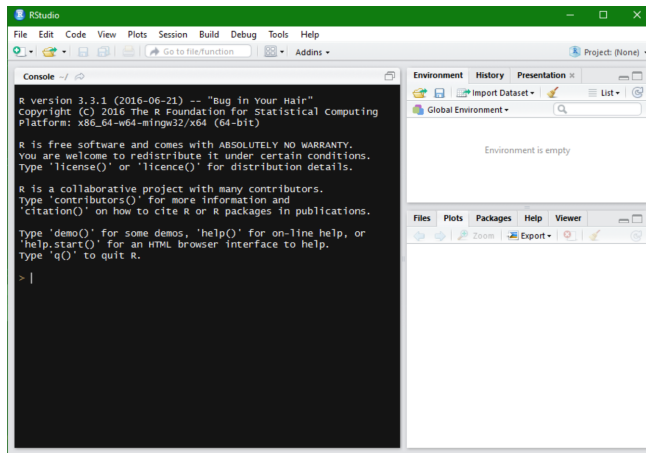 RStudio
File Edit Code View Plots Session Build Debug Tools Help
Go to file/function Addins Project: (None)
Console ~/
R version 3.3.1 (2016-06-21) -- "Bug in Your Hair"
Copyright (C) 2016 The R Foundation for Statistical Computing
Platform: x86_64-w64-mingw32/x64 (64-bit)
R is free software and comes with ABSOLUTELY NO WARRANTY.
You are welcome to redistribute it under certain conditions.
Type 'license()' or 'licence()' for distribution details.
R is a collaborative project with many contributors.
Type 'contributors()' for more information and
'citation()' on how to cite R or R packages in publications.
Type 'demo()' for some demos, 'help()' for on-line help, or
'help.start()' for an HTML browser interface to help.
Type 'q()' to quit R.
>
Environment History Presentation
Import Dataset List
Global Environment
Environment is empty
Files Plots Packages Help Viewer
Zoom Export